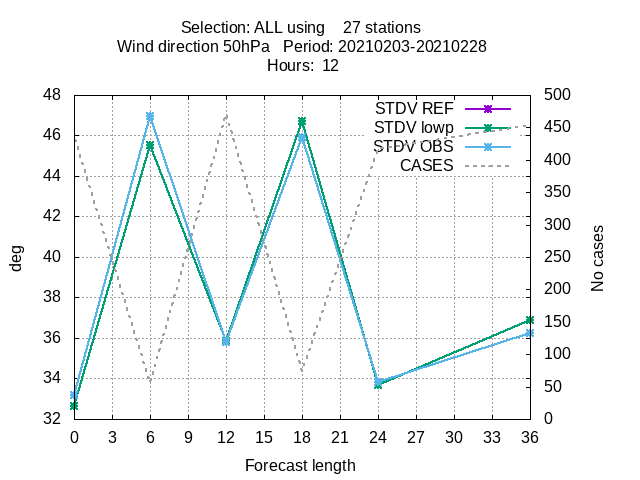 Selection: ALL using 27 stations
Wind direction 50hPa Period: 20210203-20210228
Hours: 12
48 500
STDV REF
46 450
STDV lowp
400
STDV OBS
44 350
CASES
42 300
40 250
38 200
36 150
34 100
50
32 0
deg
No cases
0 3 6 9 12 15 18 21 24 27 30 33 36
Forecast length